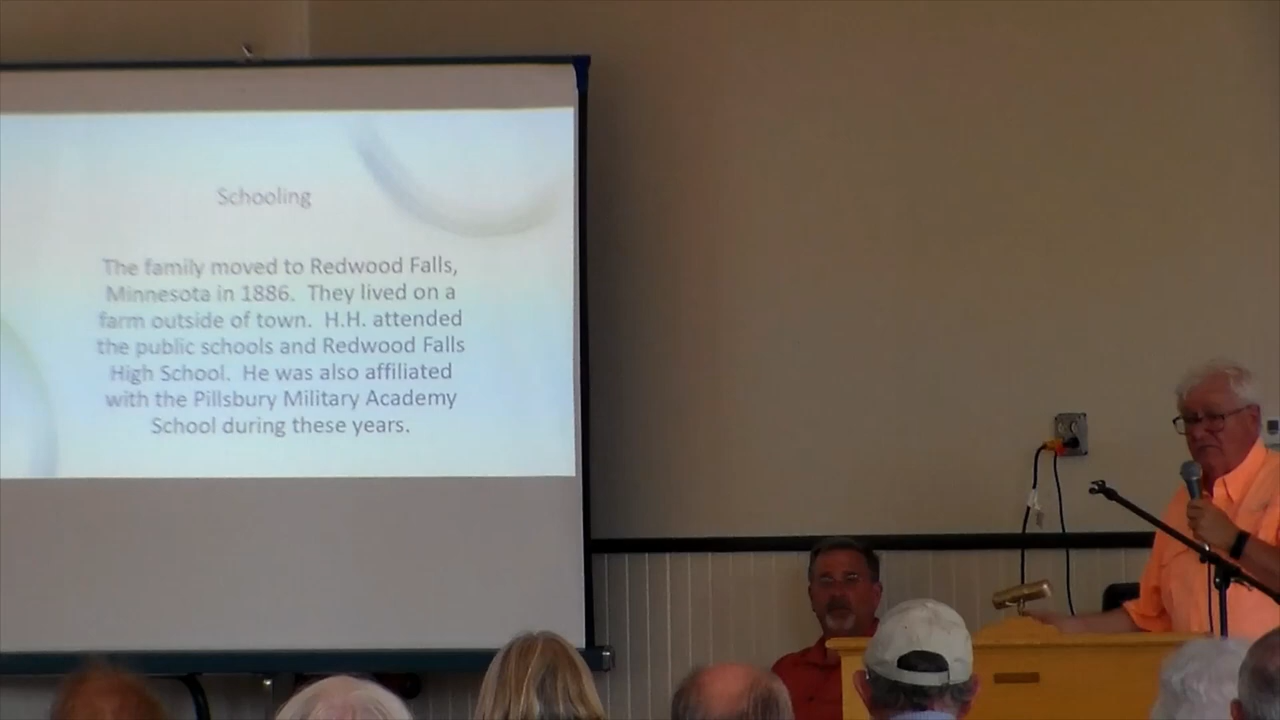 Schooling
The family moved to Redwood Falls,
Minnesota in 1886. They lived on a
farm outside of town. H.H. attended
the public schools and Redwood Falls
High School. He was also affiliated
with the Pillsbury Military Academy
School during these years.